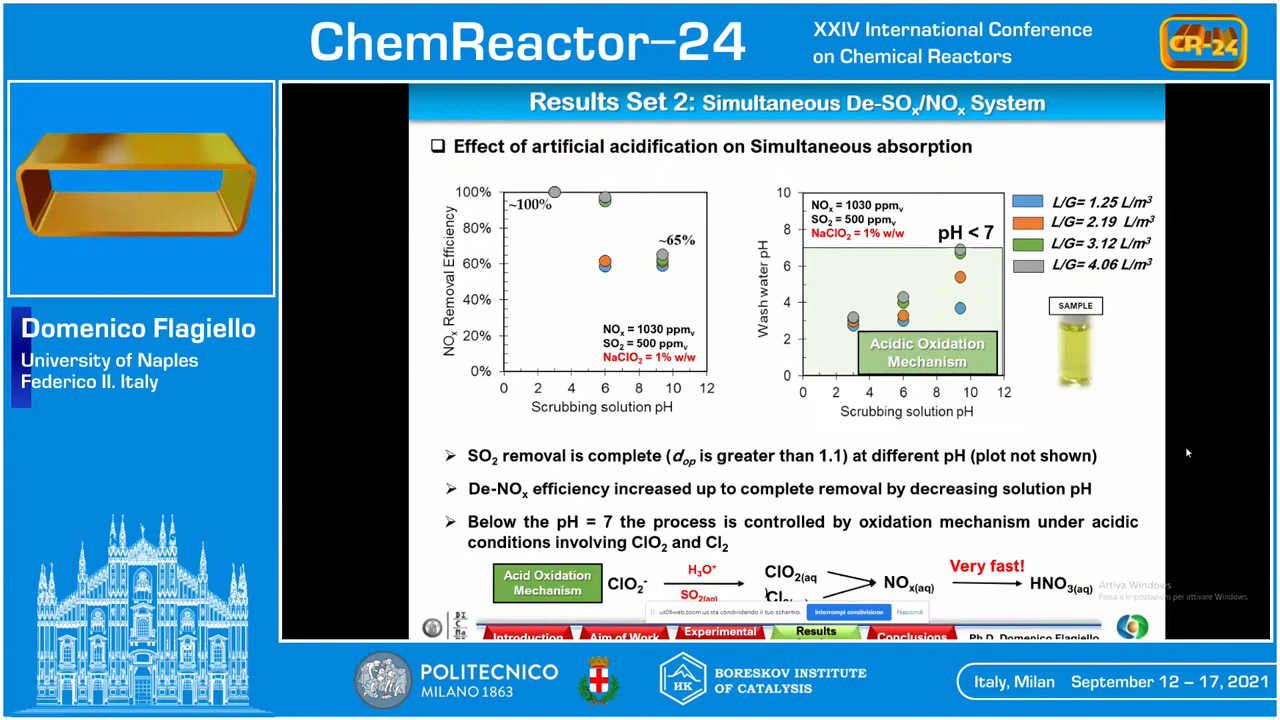 ChemReactor-24
XXIV International Conference
on Chemical Reactors
CR-24
Results Set 2: Simultaneous De-SOx/NOx System
Effect of artificial acidification on Simultaneous absorption
100%
80%
60%
40%
20%
0%
NOx Removal Efficiency
~100%
~65%
NOx = 1030 ppmv
SO2 = 500 ppmv
NaClO2 = 1% w/w
0 2 4 6 8 10 12
Scrubbing solution pH
10
8
6
4
2
0
Wash water pH
NOx = 1030 ppmv
SO2 = 500 ppmv
NaClO2 = 1% w/w
pH < 7
Acidic Oxidation
Mechanism
0 2 4 6 8 10 12
Scrubbing solution pH
L/G= 1.25 L/m3
L/G= 2.19 L/m3
L/G= 3.12 L/m3
L/G= 4.06 L/m3
SAMPLE
Domenico Flagiello
University of Naples
Federico II. Italy
SO2 removal is complete (dop is greater than 1.1) at different pH (plot not shown)
De-NOx efficiency increased up to complete removal by decreasing solution pH
Below the pH = 7 the process is controlled by oxidation mechanism under acidic
conditions involving ClO2 and Cl2
Acid Oxidation
Mechanism
ClO2-
H3O+
SO2(aq)
ClO2(aq
)
NOx(aq)
Very fast!
HNO3(aq)
Attiva Windows
Passa a Impostazioni per attivare Windows.
us06web.zoom.us sta condividendo il tuo schermo.
Interrompi condivisione
Nascondi
Introduction
Aim of Work
Experimental
Results
Conclusions
Ph.D. Domenico Flagiello
POLITECNICO
MILANO 1863
НК
BORESKOV INSTITUTE
OF CATALYSIS
Italy, Milan September 12 – 17, 2021